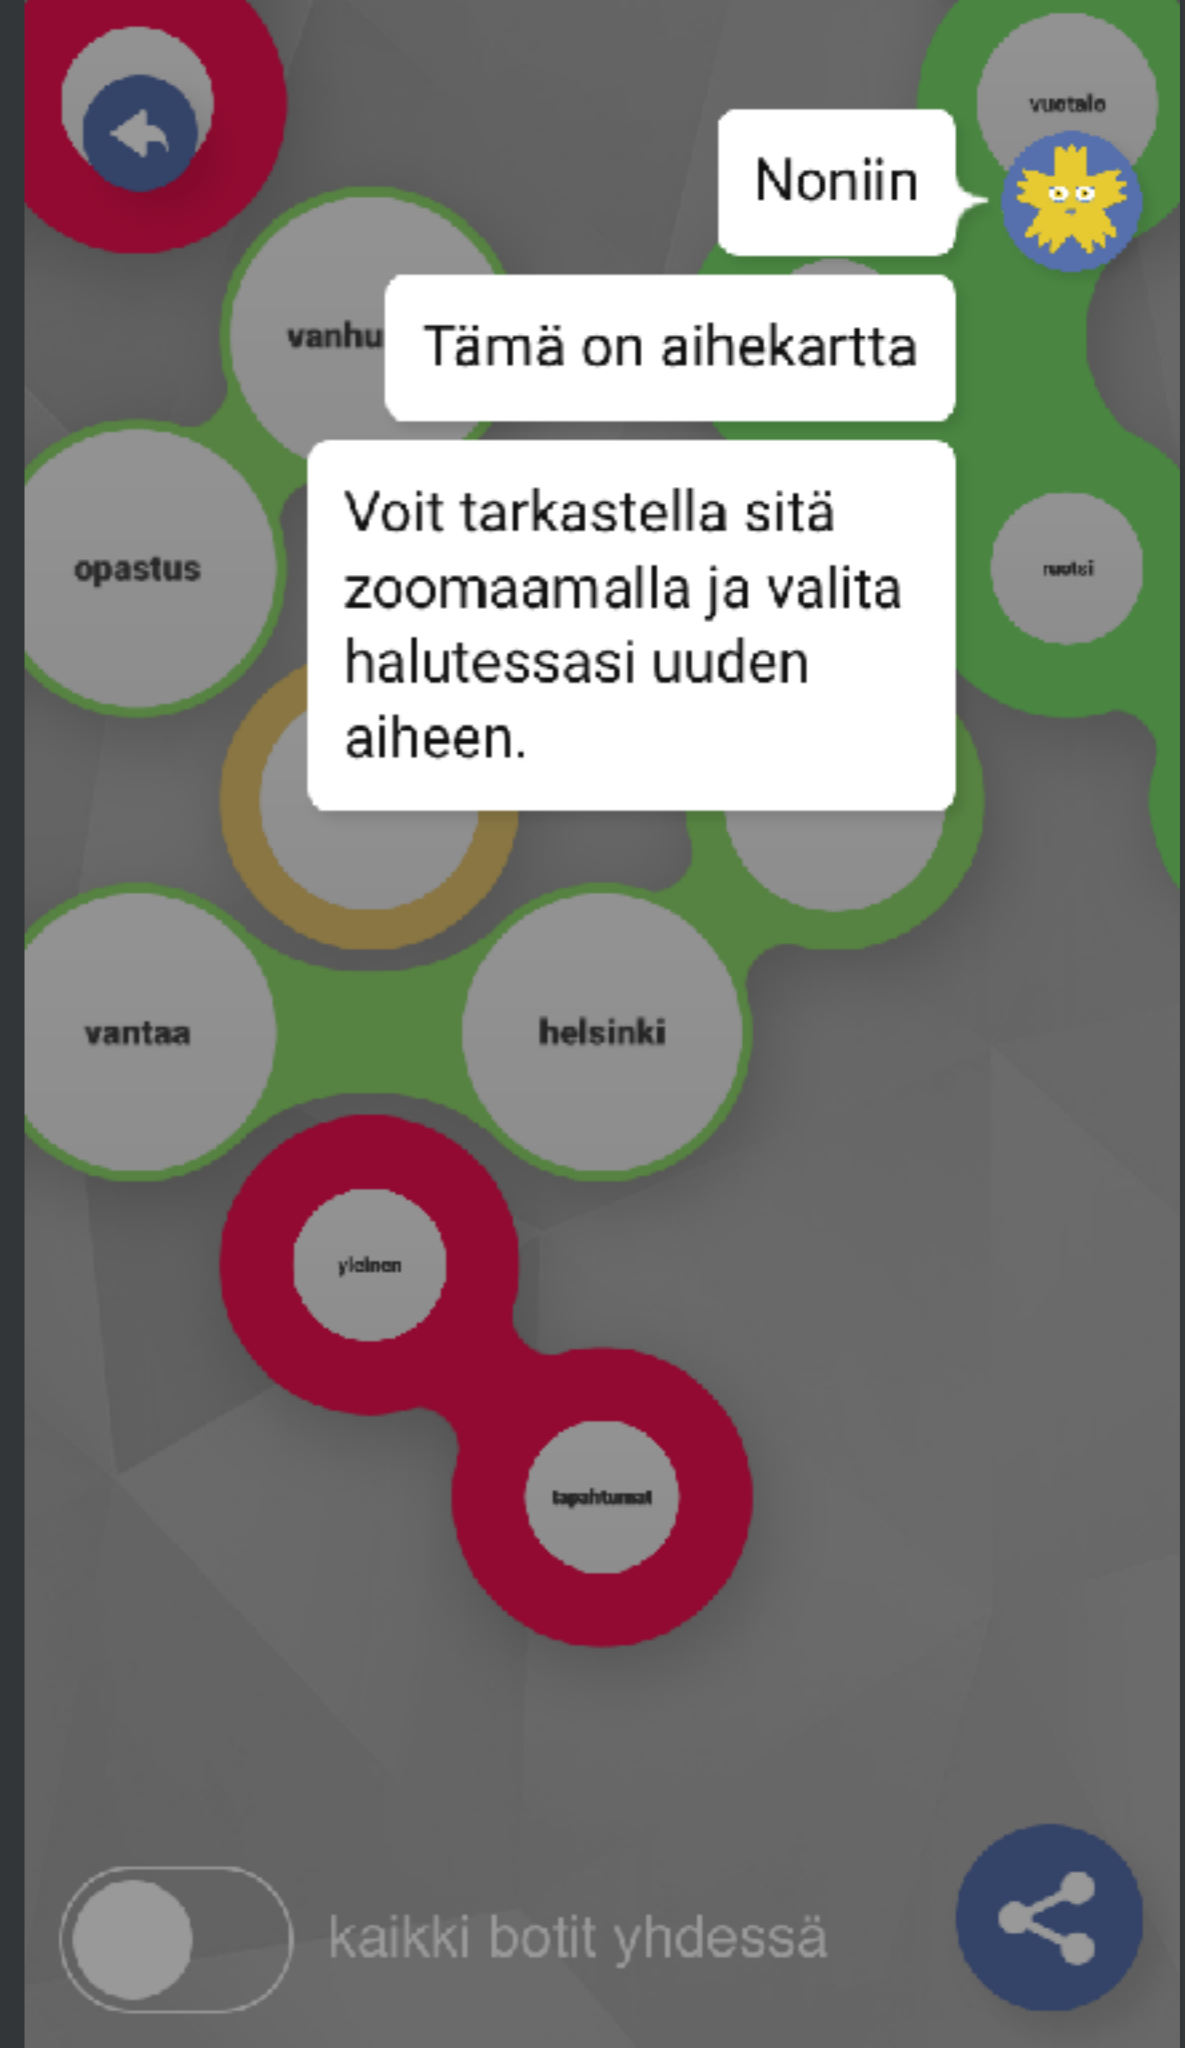 vuotalo
Noniin
vanhu
Tämä on aihekartta
Voit tarkastella sitä
zoomaamalla ja valita
halutessasi uuden
aiheen.
opastus
ruotsi
vantaa
helsinki
yleinen
tapahtumat
kaikki botit yhdessä